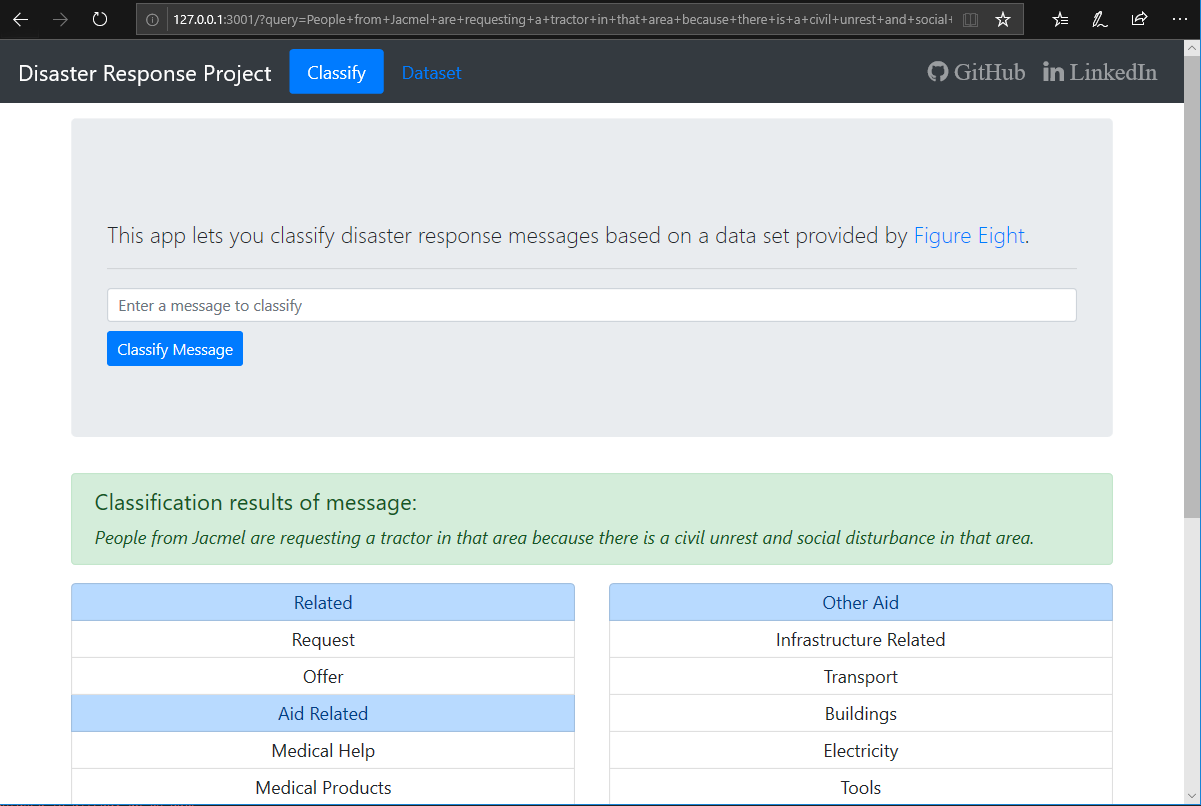 127.0.0.1:3001/?query=People+from+Jacmel+are+requesting+a+tractor+in+that+area+because+there+is+a+civil+unrest+and+social+
Disaster Response Project Classify Dataset GitHub LinkedIn
This app lets you classify disaster response messages based on a data set provided by Figure Eight.
Enter a message to classify
Classify Message
Classification results of message:
People from Jacmel are requesting a tractor in that area because there is a civil unrest and social disturbance in that area.
Related
Request
Offer
Aid Related
Medical Help
Medical Products
Other Aid
Infrastructure Related
Transport
Buildings
Electricity
Tools